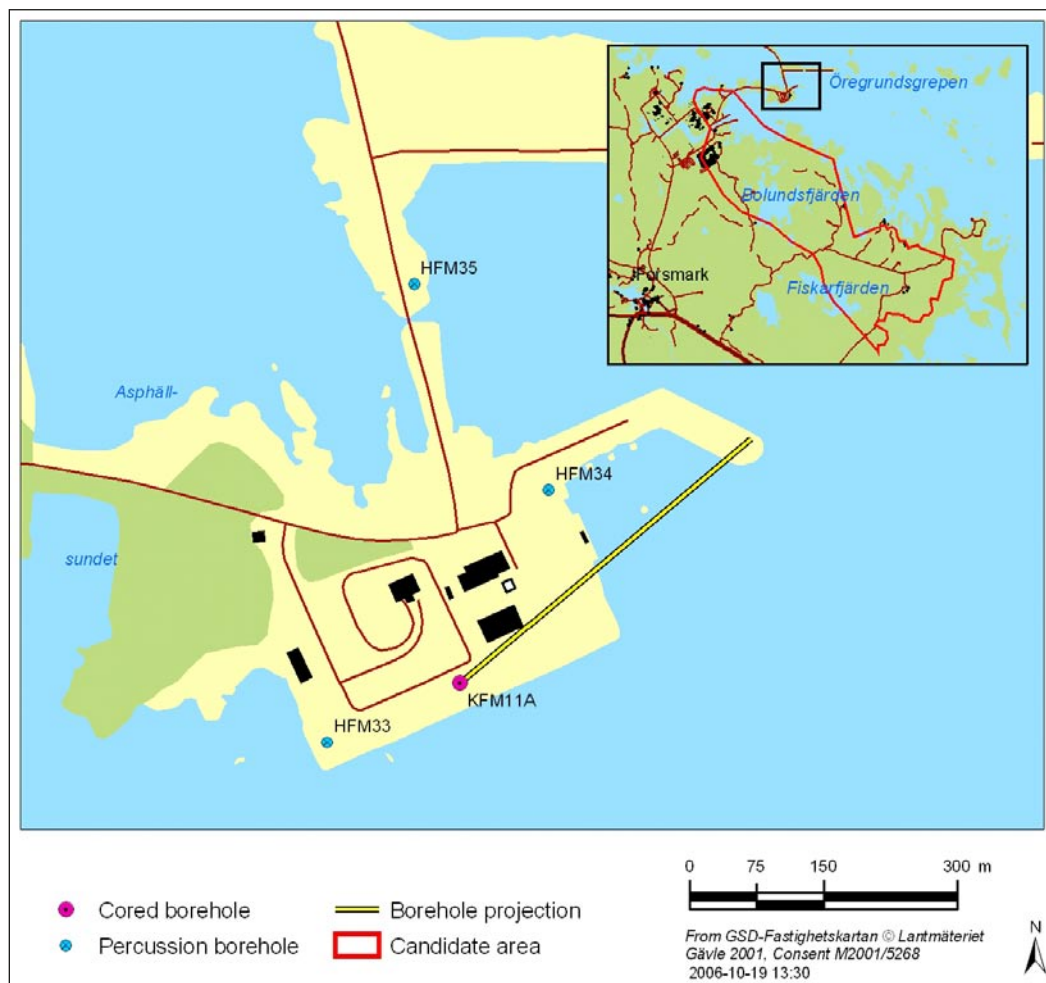 Öregrundsgrepen
Bolundsfjärden
Forsmark
Fiskarfjärden
HFM35
Asphäll-
HFM34
sundet
KFM11A
HFM33
0 75 150 300 m
Cored borehole
Borehole projection
Percussion borehole
Candidate area
From GSD-Fastighetskartan © Lantmäteriet
Gävle 2001, Consent M2001/5268
2006-10-19 13:30
N